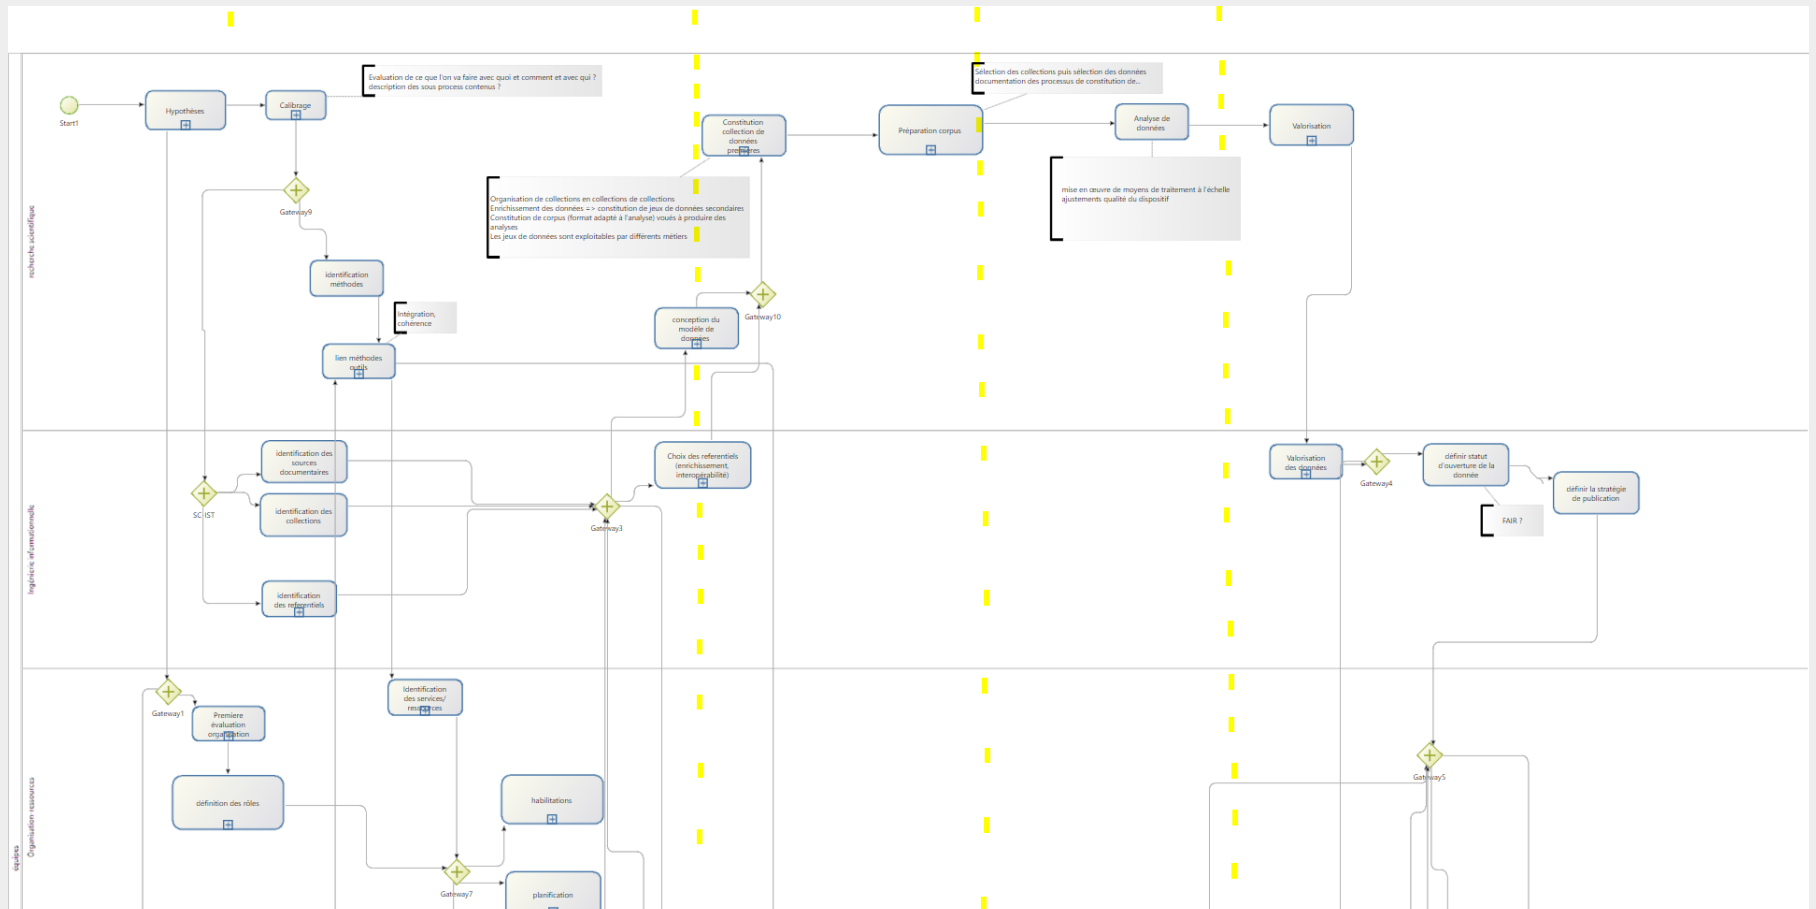 Evaluation de ce que l'on va faire avec quoi et comment et avec qui ?
description des sous process contenus ?
Start1
Hypothèses
Calibrage
Gateway9
identification
méthodes
Intégration,
cohérence
lien méthodes
outils
Constitution
collection de
données
premières
Organisation de collections en collections de collections
Enrichissement des données => constitution de jeux de données secondaires
Constitution de corpus (format adapté à l'analyse) voués à produire des
analyses
Les jeux de données sont exploitables par différents métiers
conception du
modèle de
données
Gateway10
Préparation corpus
Sélection des collections puis sélection des données
documentation des processus de constitution de...
Analyse de
données
mise en œuvre de moyens de traitement à l'échelle
ajustements qualité du dispositif
Valorisation
recherche scientifique
identification des
sources
documentaires
SC IST
identification des
collections
identification
des referentiels
Gateway3
Choix des referentiels
(enrichissement,
interopérabilité)
Valorisation
des données
Gateway4
définir statut
d'ouverture de la
donnée
FAIR ?
définir la stratégie
de publication
Ingénierie informationnelle
Gateway1
Premiere
évaluation
organisation
définition des rôles
Identification
des services/
ressources
habilitations
Gateway7
planification
Gateway5
Organisation ressources
équipes